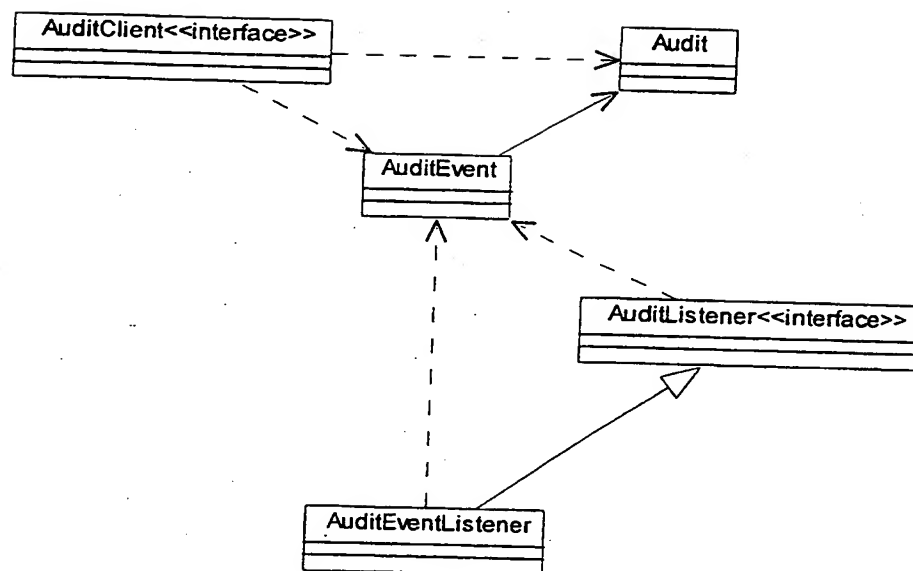 AuditClient<<interface>>
Audit
AuditEvent
AuditListener<<interface>>
AuditEventListener